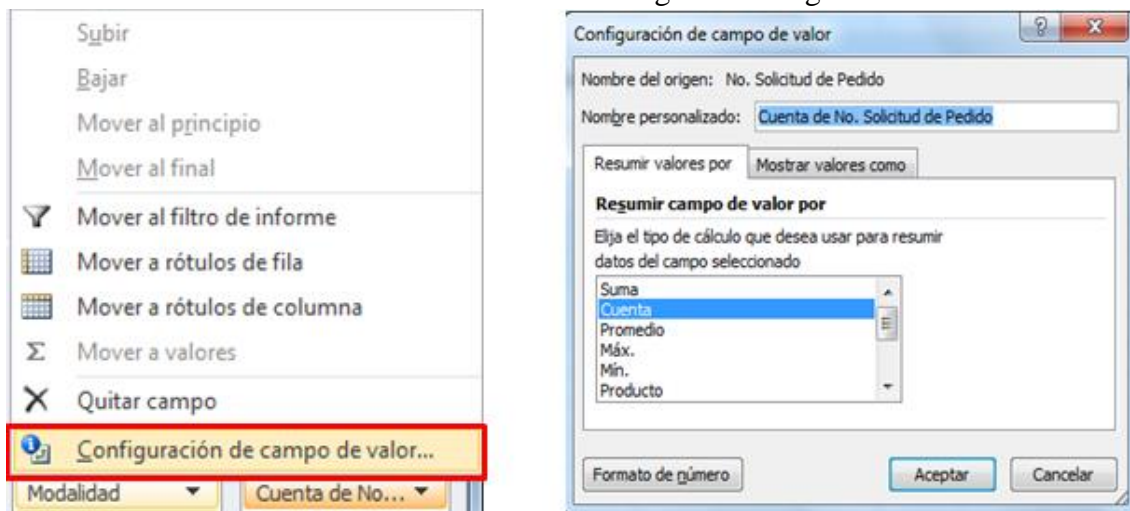 Subir
Bajar
Mover al principio
Mover al final
Mover al filtro de informe
Mover a rótulos de fila
Mover a rótulos de columna
Σ Mover a valores
Quitar campo
Configuración de campo de valor...
Modalidad
Cuenta de No...
Configuración de campo de valor
Nombre del origen: No. Solicitud de Pedido
Nombre personalizado: Cuenta de No. Solicitud de Pedido
Resumir valores por
Mostrar valores como
Resumir campo de valor por
Elija el tipo de cálculo que desea usar para resumir
datos del campo seleccionado
Suma
Cuenta
Promedio
Máx.
Mín.
Producto
Formato de número
Aceptar
Cancelar